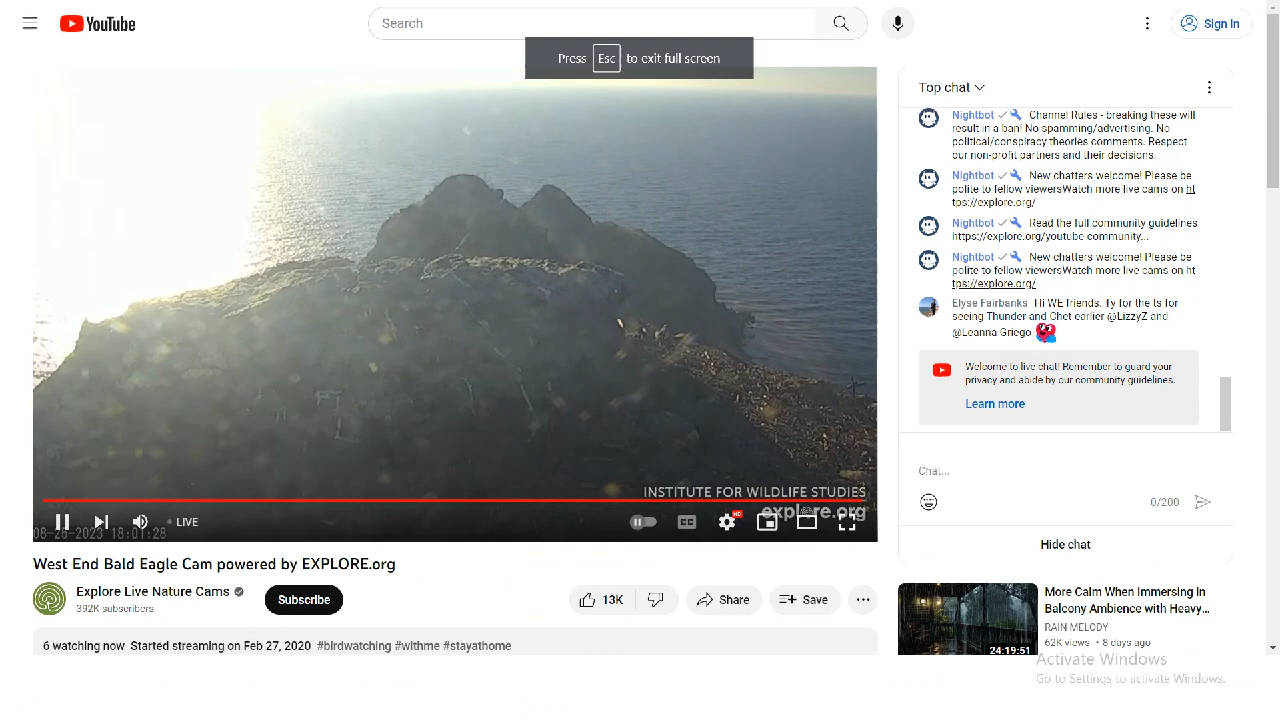 YouTube
Search
Sign in
Press Esc to exit full screen
INSTITUTE FOR WILDLIFE STUDIES
explore.org
LIVE
HD
CC
08-26-2023 18:01:28
West End Bald Eagle Cam powered by EXPLORE.org
Explore Live Nature Cams
392K subscribers
Subscribe
13K
Share
Save
6 watching now Started streaming on Feb 27, 2020 #birdwatching #withme #stayathome
Top chat
Nightbot Channel Rules - breaking these will
result in a ban! No spamming/advertising. No
political/conspiracy theories comments. Respect
our non-profit partners and their decisions.
Nightbot New chatters welcome! Please be
polite to fellow viewersWatch more live cams on ht
tps://explore.org/
Nightbot Read the full community guidelines
https://explore.org/youtube-community...
Nightbot New chatters welcome! Please be
polite to fellow viewersWatch more live cams on ht
tps://explore.org/
Elyse Fairbanks Hi WE friends. Ty for the ts for
seeing Thunder and Chet earlier @LizzyZ and
@Leanna Griego
Welcome to live chat! Remember to guard your
privacy and abide by our community guidelines.
Learn more
Chat...
0/200
Hide chat
More Calm When Immersing In
Balcony Ambience with Heavy...
RAIN MELODY
62K views • 8 days ago
24:19:51
Activate Windows
Go to Settings to activate Windows.